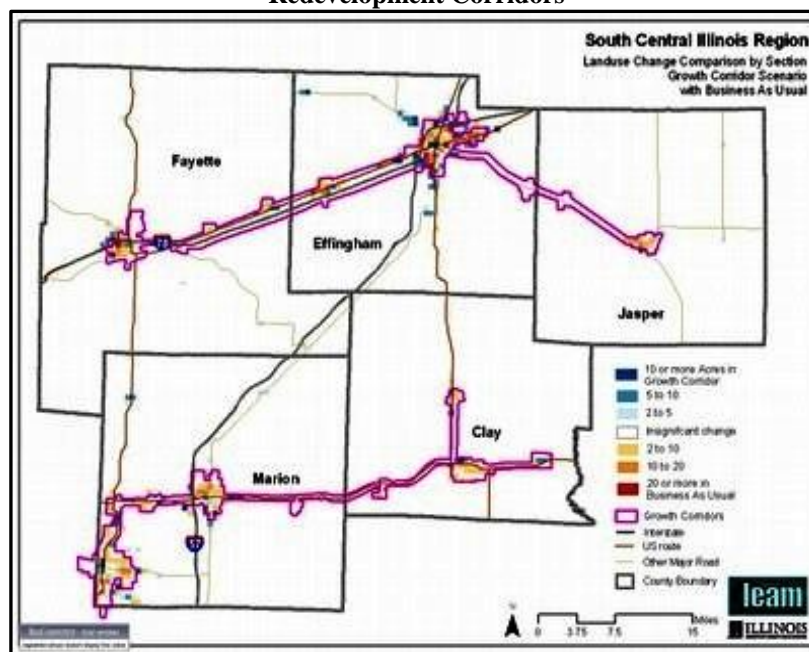 Redevelopment Corridors
South Central Illinois Region
Landuse Change Comparison by Section
Growth Corridor Scenario
with Business As Usual
Fayette
Effingham
Jasper
Clay
Marion
10 or more Acres in
Growth Corridor
5 to 10
2 to 5
Insignificant change
2 to 10
10 to 20
20 or more in
Business As Usual
Growth Corridors
Interstate
US route
Other Major Road
County Boundary
leam
ILLINOIS
N
Miles
0 3.75 7.5 15